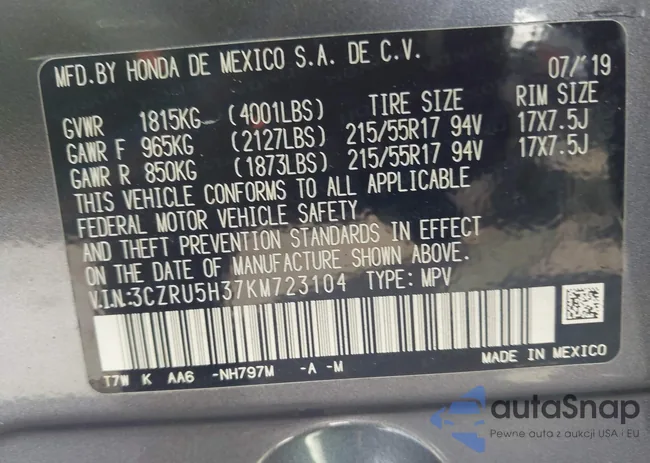 MFD.BY HONDA DE MEXICO S.A. DE C.V.
07/19
TIRE SIZE RIM SIZE
GVWR 1815KG (4001LBS)
GAWR F 965KG (2127LBS) 215/55R17 94V 17X7.5J
GAWR R 850KG (1873LBS) 215/55R17 94V 17X7.5J
THIS VEHICLE CONFORMS TO ALL APPLICABLE
FEDERAL MOTOR VEHICLE SAFETY
AND THEFT PREVENTION STANDARDS IN EFFECT
ON THE DATE OF MANUFACTURE SHOWN ABOVE.
V.I.N:3CZRU5H37KM723104 TYPE: MPV
T7W K AA6 -NH797M -A -M
MADE IN MEXICO
autaSnap
Pewne auto z aukcji USA · EU